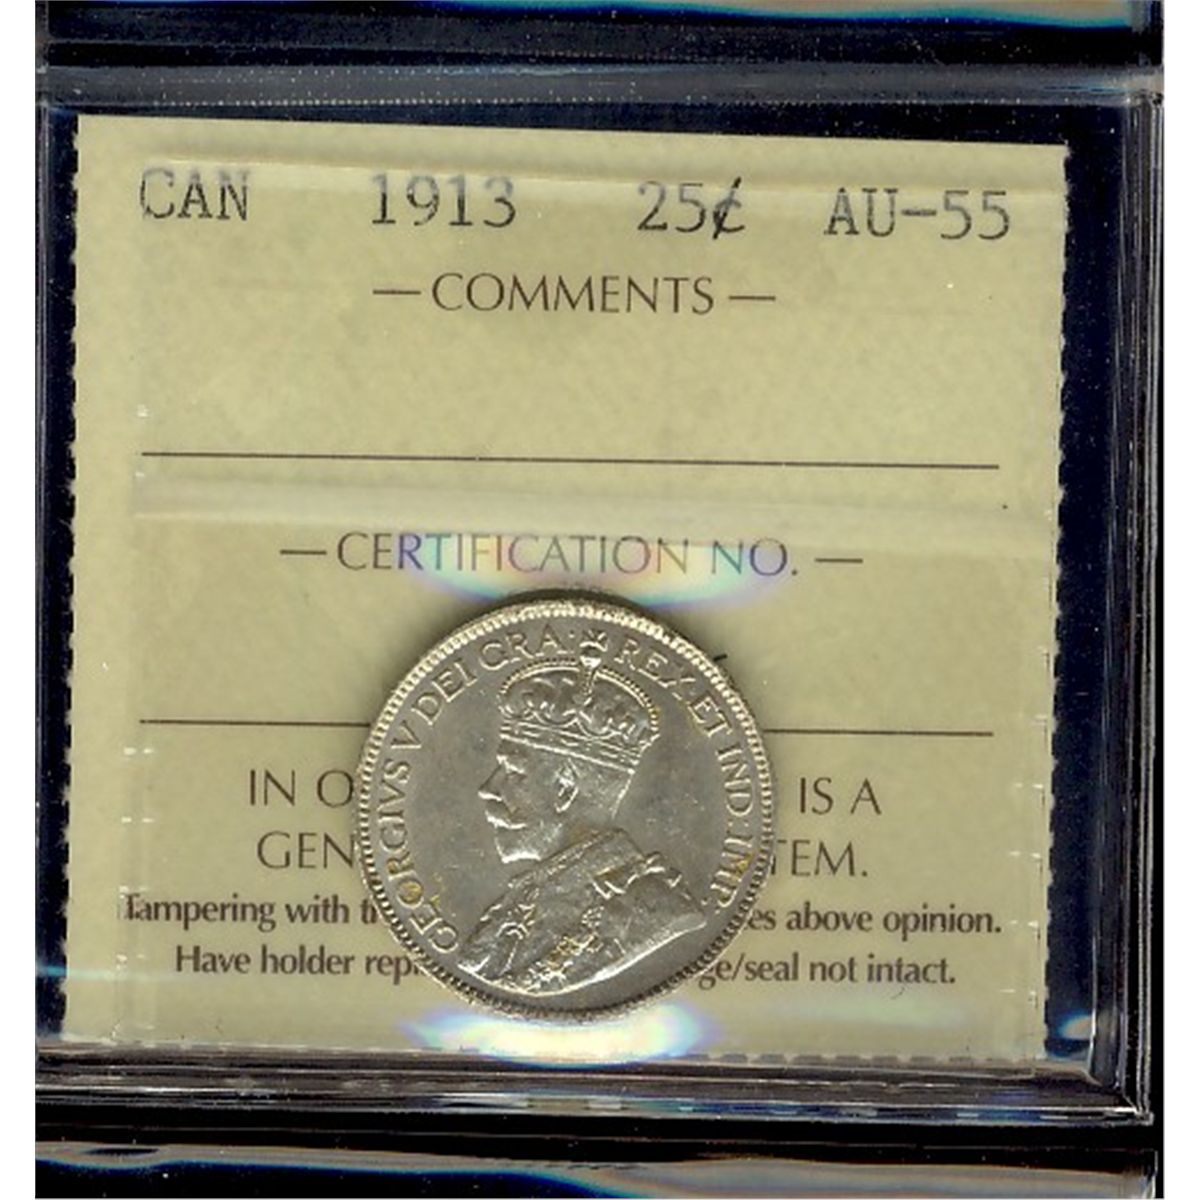 CAN 1913 25¢ AU-55
— COMMENTS —
— CERTIFICATION NO. —
GEORGIVS V DEI GRA: REX ET IND: IMP:
IN O IS A
GEN TEM.
Tampering with t es above opinion.
Have holder rep ge/seal not intact.